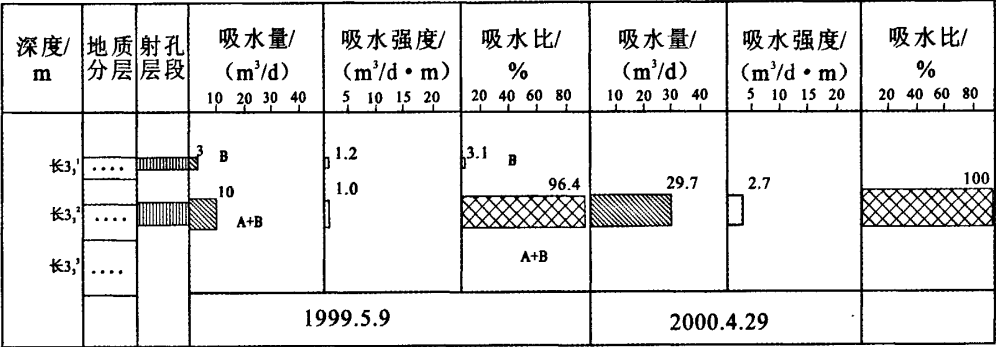 深度/
m
地质
分层
射孔
层段
吸水量/
(m³/d)
10 20 30 40
吸水强度/
(m³/d·m)
5 10 15 20
吸水比/
%
20 40 60 80
吸水量/
(m³/d)
10 20 30 40
吸水强度/
(m³/d·m)
5 10 15 20
吸水比/
%
20 40 60 80
长3₃¹
....
3
B
1.2
3.1
B
长3₃²
....
10
A+B
1.0
96.4
A+B
29.7
2.7
100
长3₃³
....
1999.5.9
2000.4.29